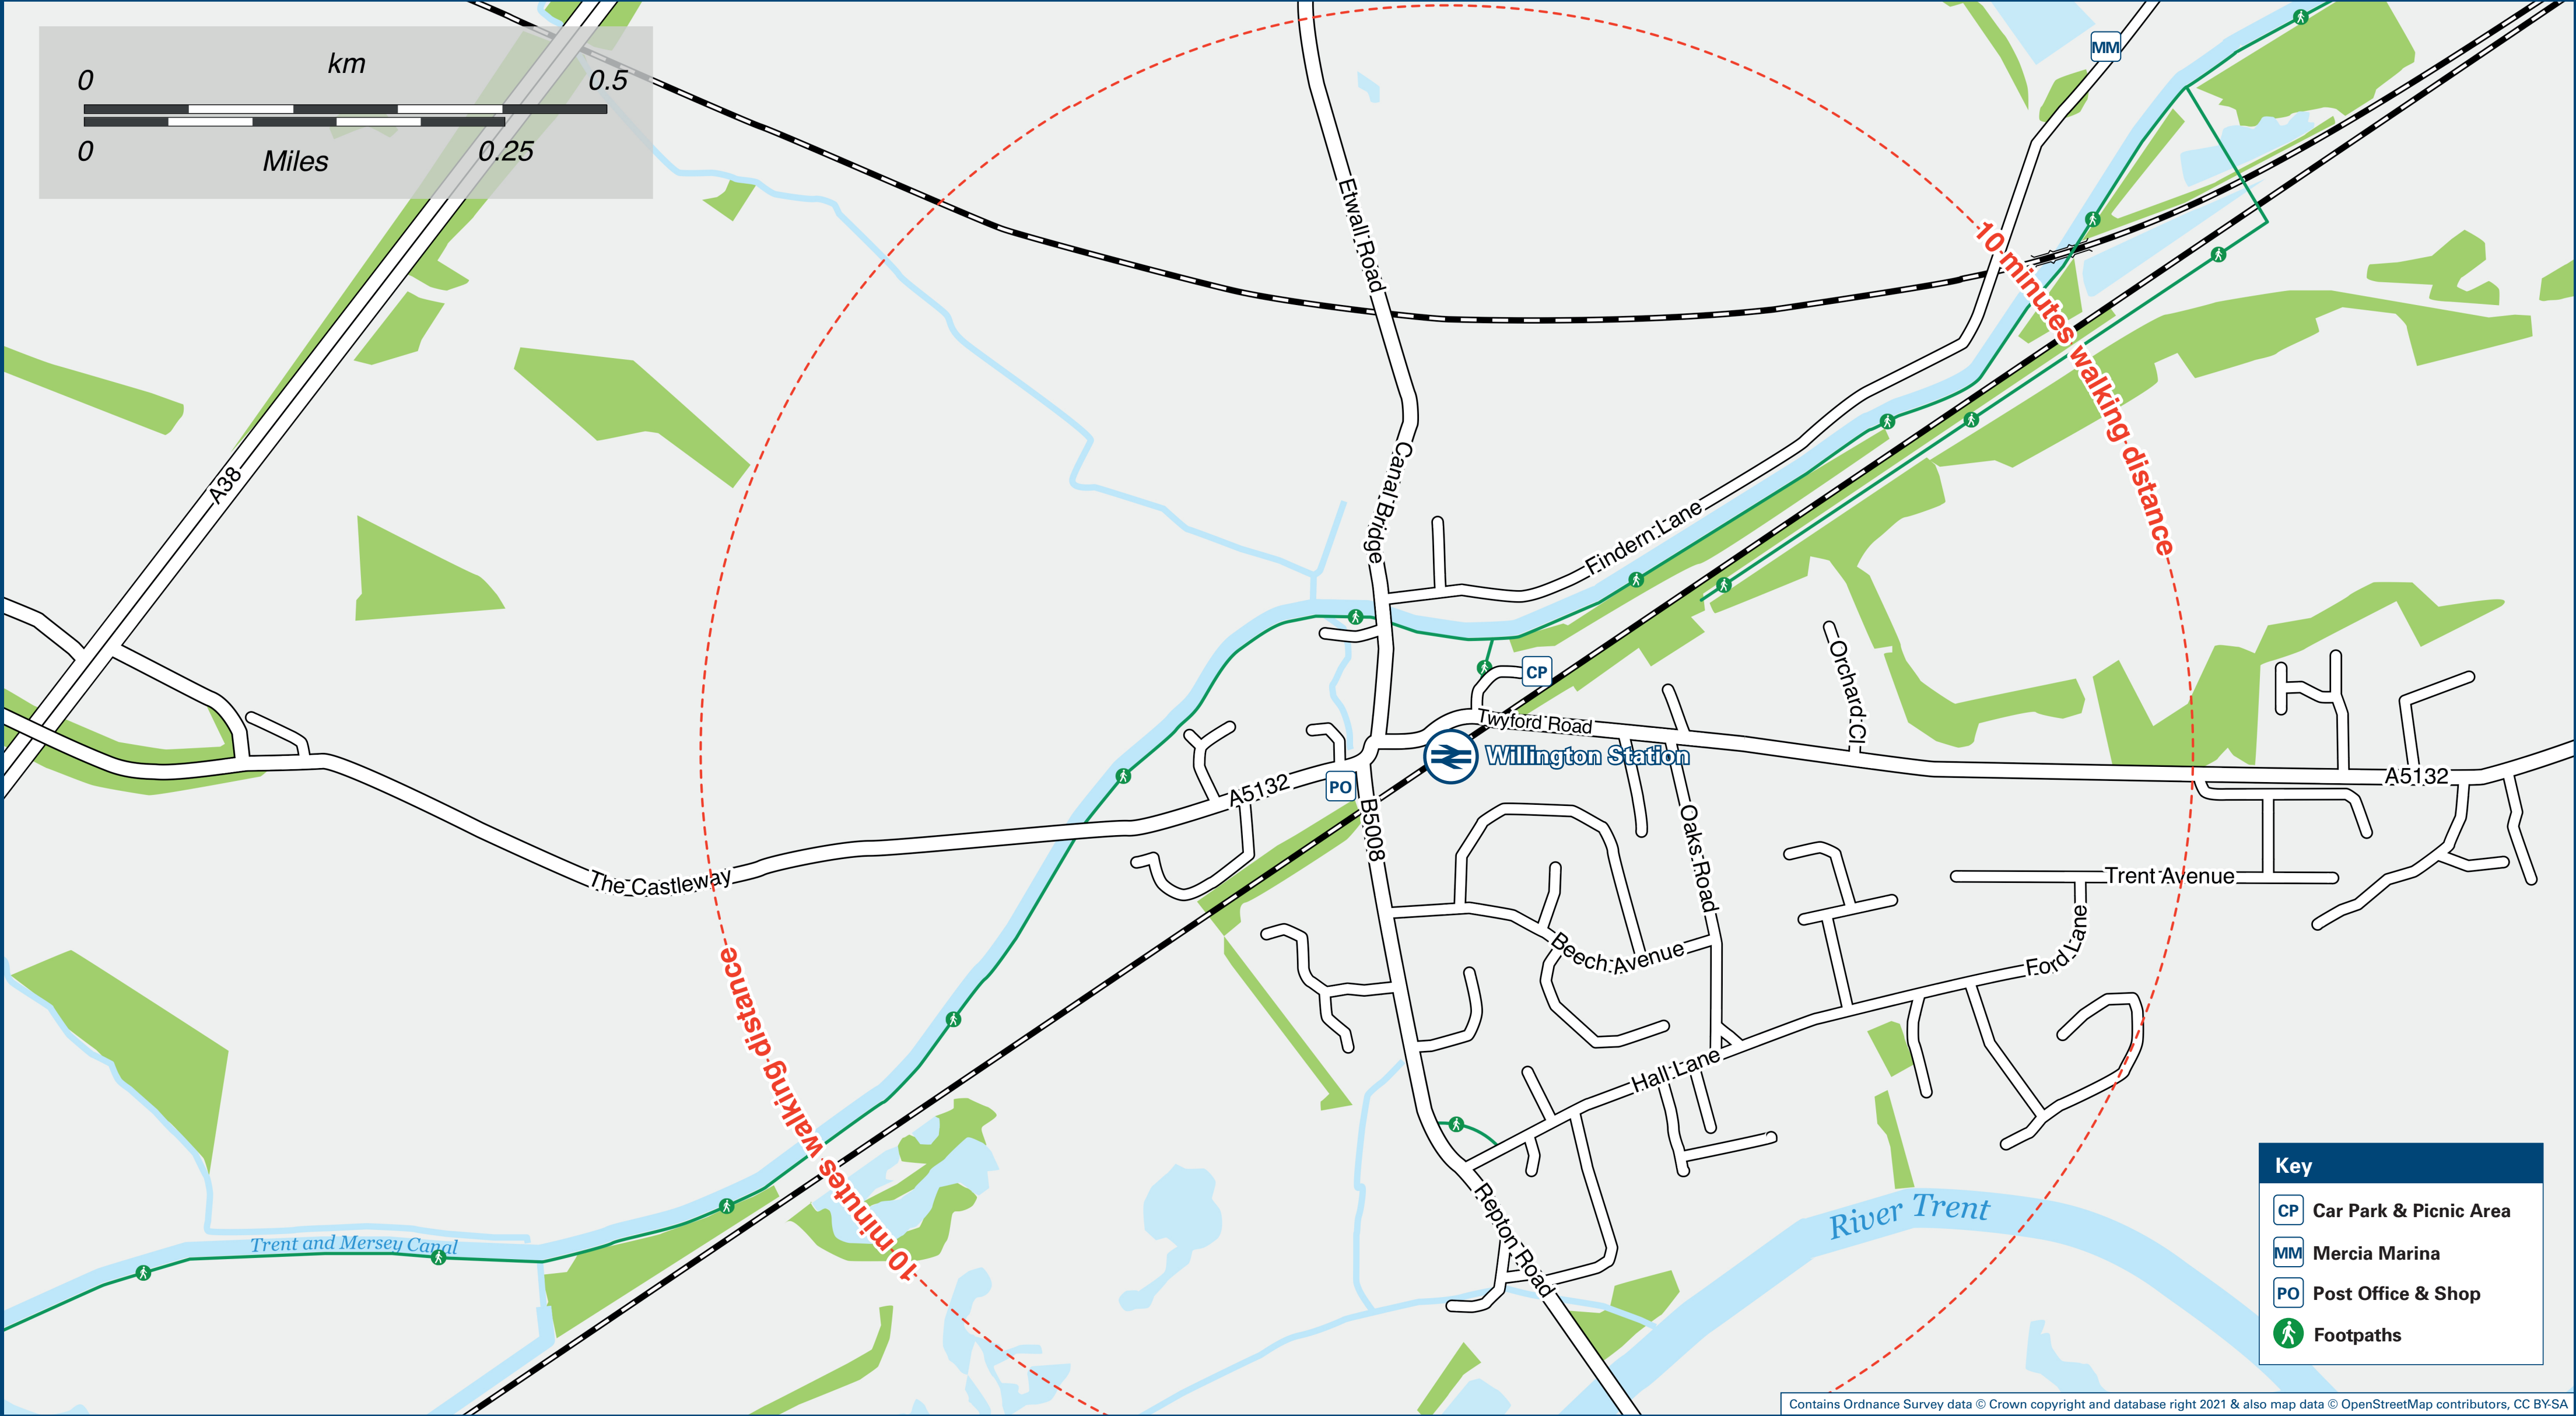 km
0 0.5
0 Miles 0.25
MM
Etwall Road
10 minutes walking distance
A38
Canal Bridge
Findern Lane
CP
Orchard Cl
Twyford Road
Willington Station
A5132
PO
A5132
B5008
Oaks Road
The Castleway
Trent Avenue
Beech Avenue
Ford Lane
10 minutes walking distance
Hall Lane
Repton Road
River Trent
Trent and Mersey Canal
Key
CP Car Park & Picnic Area
MM Mercia Marina
PO Post Office & Shop
Footpaths
Contains Ordnance Survey data © Crown copyright and database right 2021 & also map data © OpenStreetMap contributors, CC BY-SA